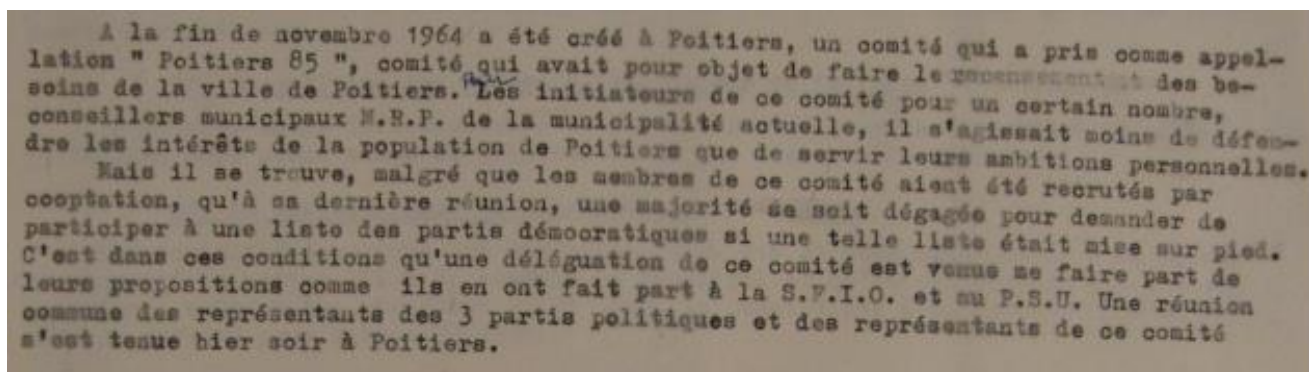 A la fin de novembre 1964 a été créé à Poitiers, un comité qui a pris comme appel-
lation " Poitiers 85 ", comité qui avait pour objet de faire le recensement des be-
soins de la ville de Poitiers. Pour Les initiateurs de ce comité pour un certain nombre,
conseillers municipaux M.R.P. de la municipalité actuelle, il s'agissait moins de défen-
dre les intérêts de la population de Poitiers que de servir leurs ambitions personnelles.
Mais il se trouve, malgré que les membres de ce comité aient été recrutés par
cooptation, qu'à sa dernière réunion, une majorité se soit dégagée pour demander de
participer à une liste des partis démocratiques si une telle liste était mise sur pied.
C'est dans ces conditions qu'une déléguation de ce comité est venue me faire part de
leurs propositions comme ils en ont fait part à la S.F.I.O. et au P.S.U. Une réunion
commune des représentants des 3 partis politiques et des représentants de ce comité
s'est tenue hier soir à Poitiers.